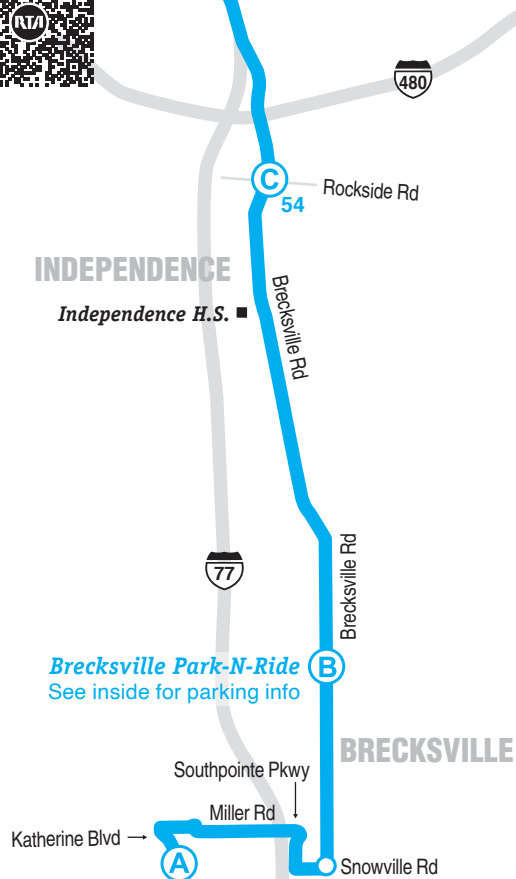 RTA
480
C
Rockside Rd
54
INDEPENDENCE
Independence H.S.
Brecksville Rd
Brecksville Rd
77
Brecksville Park-N-Ride
B
See inside for parking info
BRECKSVILLE
Southpointe Pkwy
Miller Rd
Katherine Blvd
A
Snowville Rd